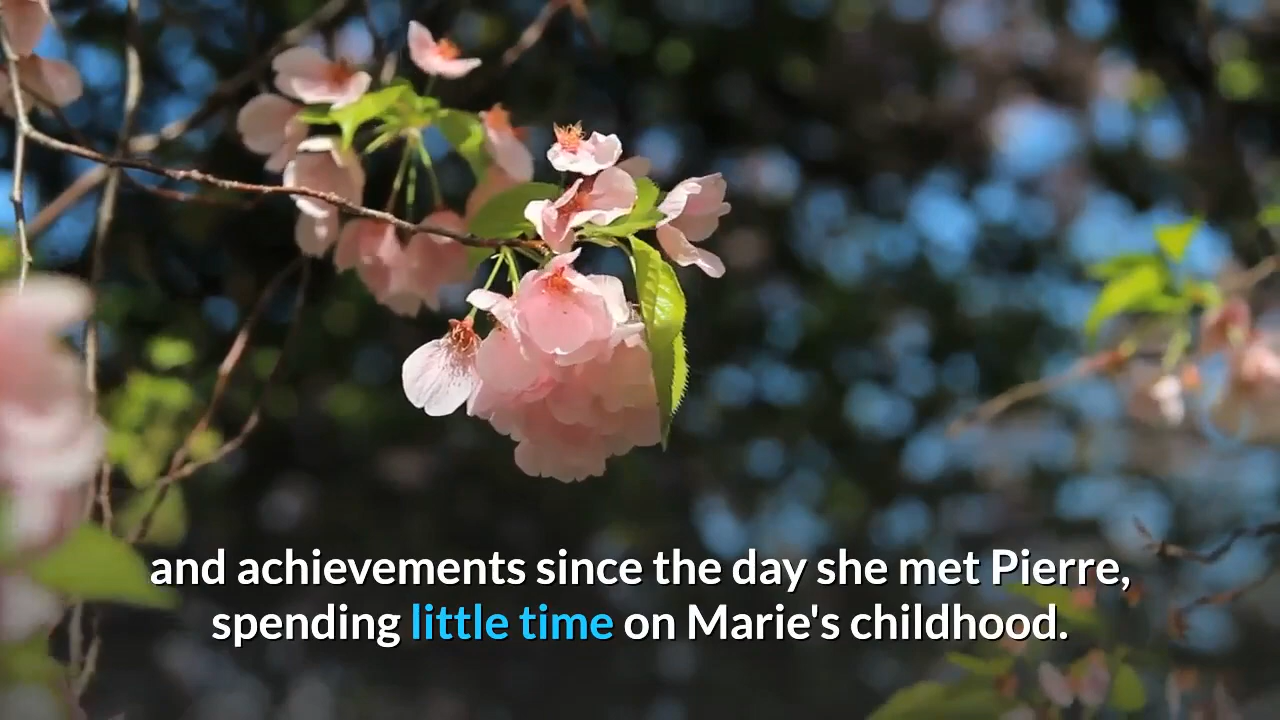 and achievements since the day she met Pierre,
spending little time on Marie's childhood.